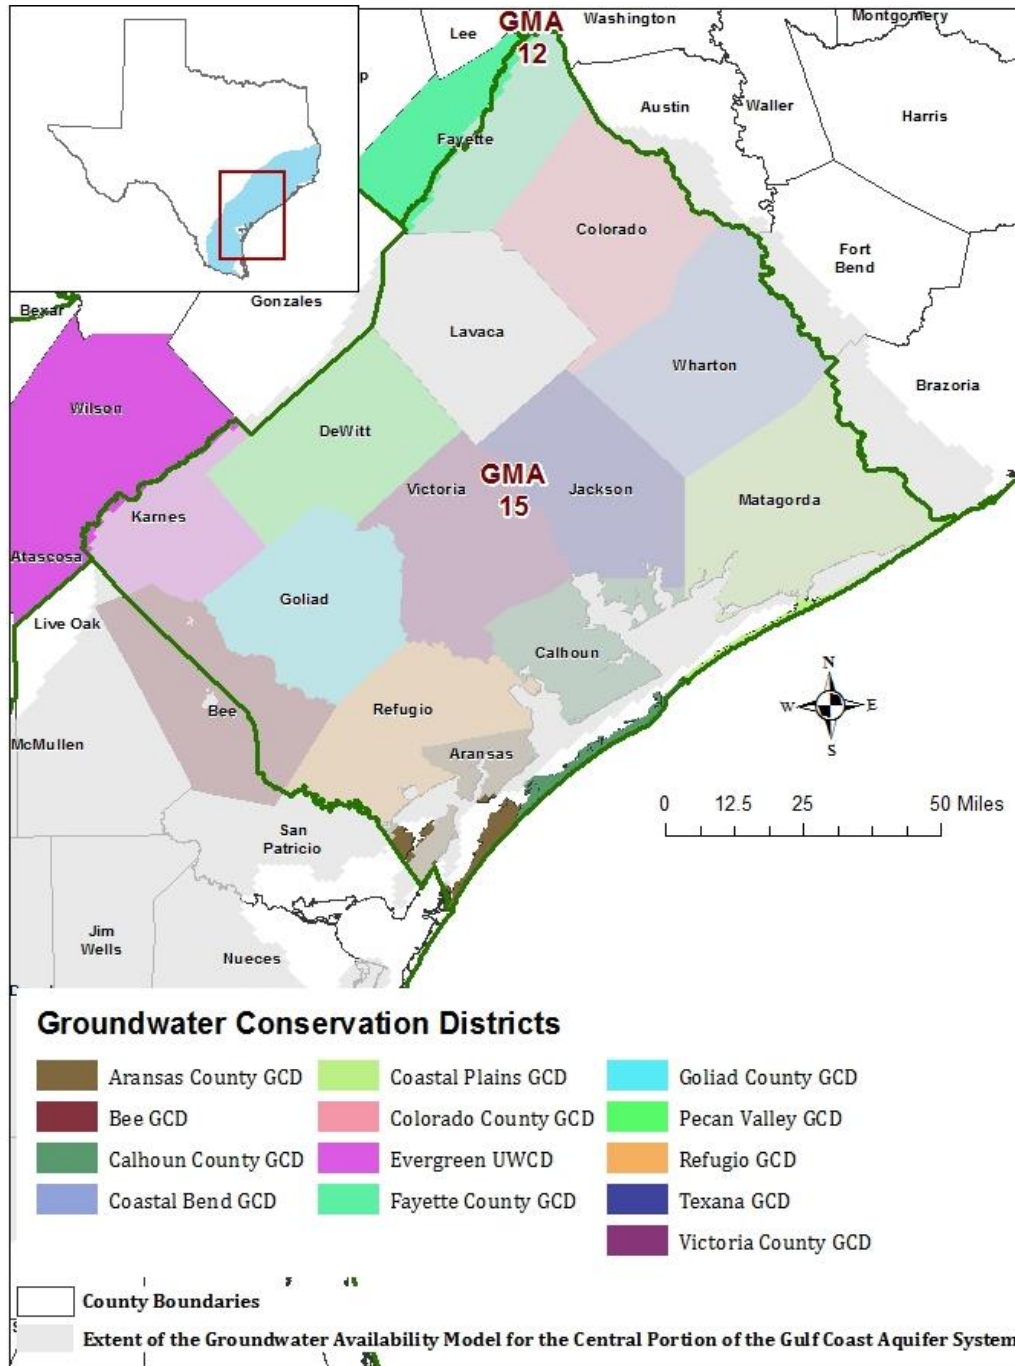 Lee
GMA
12
Washington
Montgomery
p
Austin
Waller
Harris
Fayette
Colorado
Fort
Bend
Bexar
Gonzales
Lavaca
Wharton
Brazoria
Wilson
DeWitt
Victoria
GMA
15
Jackson
Matagorda
Karnes
Atascosa
Goliad
Live Oak
Calhoun
Bee
Refugio
McMullen
Aransas
N
W
E
S
0 12.5 25 50 Miles
San
Patricio
Jim
Wells
Nueces
Groundwater Conservation Districts
Aransas County GCD
Bee GCD
Calhoun County GCD
Coastal Bend GCD
Coastal Plains GCD
Colorado County GCD
Evergreen UWCD
Fayette County GCD
Goliad County GCD
Pecan Valley GCD
Refugio GCD
Texana GCD
Victoria County GCD
County Boundaries
Extent of the Groundwater Availability Model for the Central Portion of the Gulf Coast Aquifer System